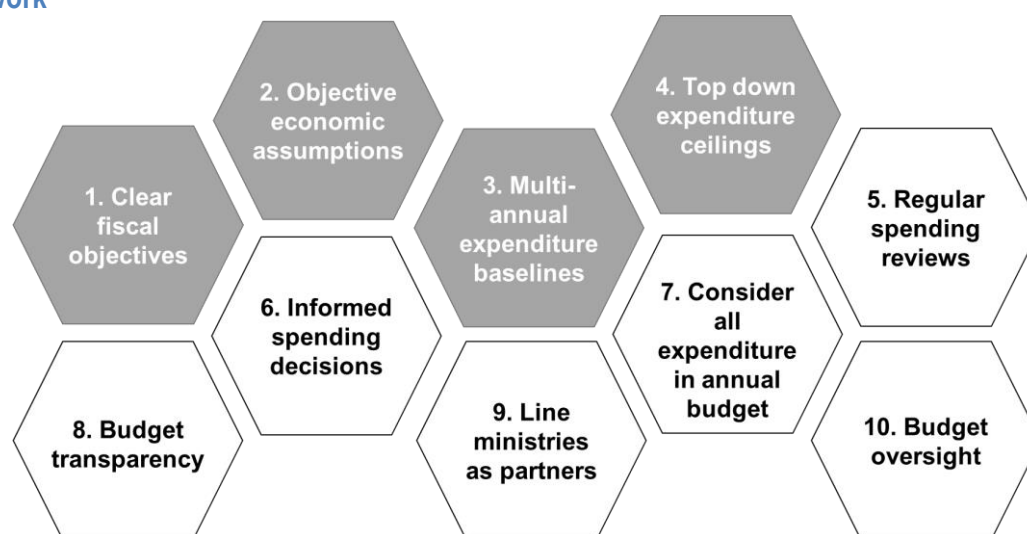 1. Clear
fiscal
objectives
2. Objective
economic
assumptions
3. Multi-
annual
expenditure
baselines
4. Top down
expenditure
ceilings
5. Regular
spending
reviews
6. Informed
spending
decisions
7. Consider
all
expenditure
in annual
budget
8. Budget
transparency
9. Line
ministries
as partners
10. Budget
oversight